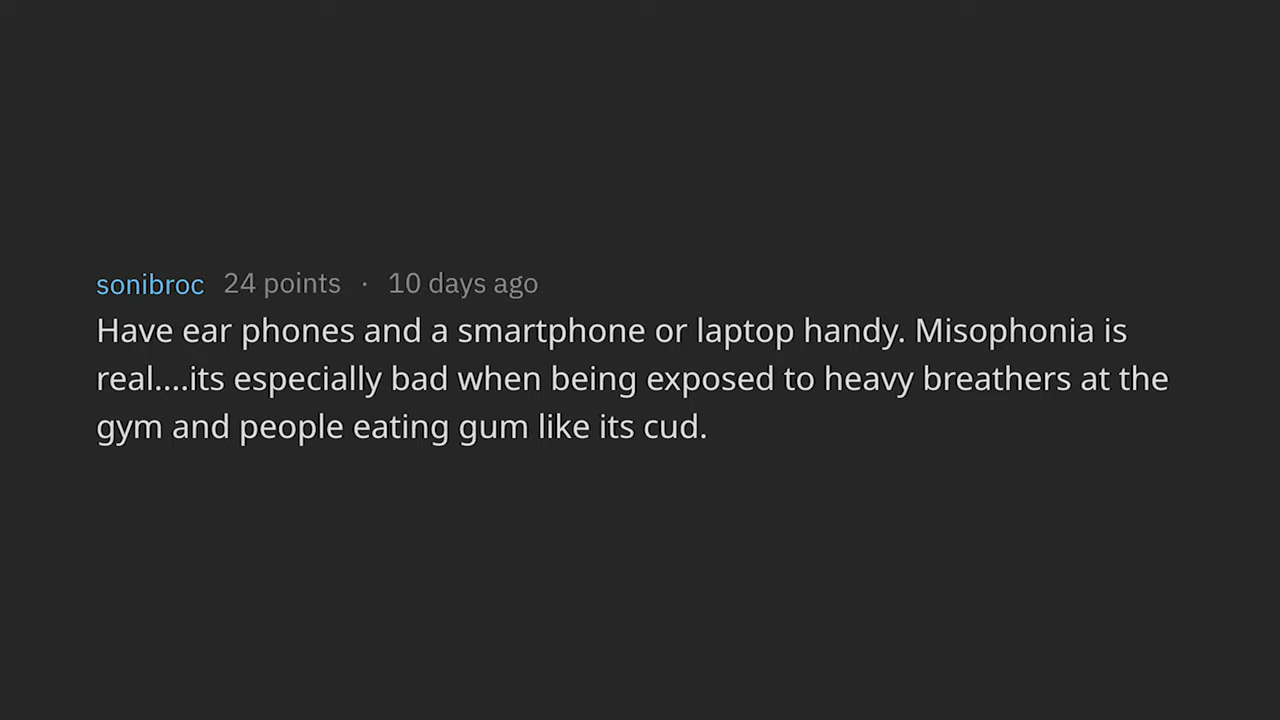 sonibroc 24 points · 10 days ago
Have ear phones and a smartphone or laptop handy. Misophonia is
real....its especially bad when being exposed to heavy breathers at the
gym and people eating gum like its cud.